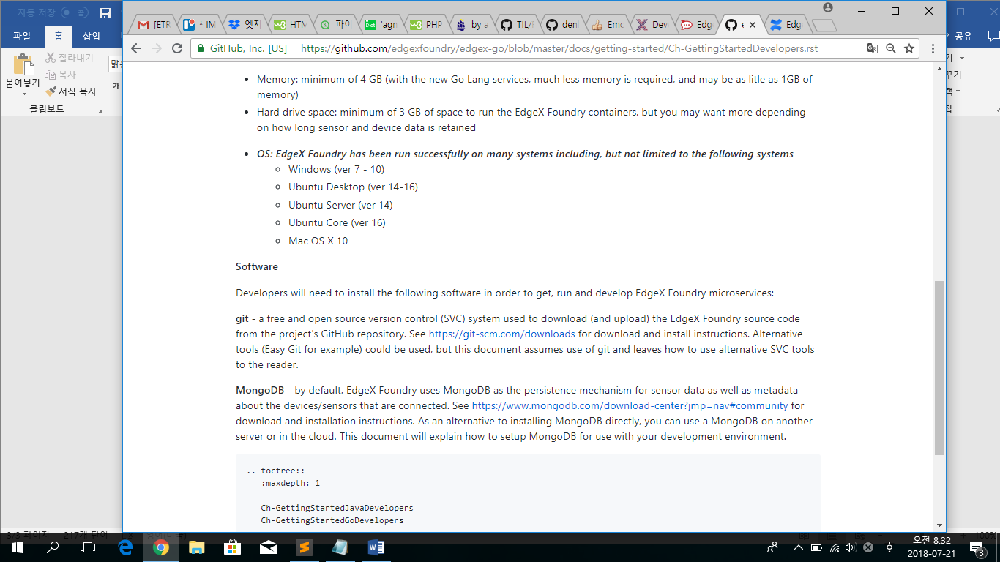 자동 저장
파일 홈 삽입
공유
붙여넣기
잘라내기
복사
서식 복사
클립보드
가
[ETR
* IM
엣지
HTM
파이
'agn
PHP
by a
TIL/
den
Emo
Dev
Edg
e
Edg
GitHub, Inc. [US] | https://github.com/edgexfoundry/edgex-go/blob/master/docs/getting-started/Ch-GettingStartedDevelopers.rst
Memory: minimum of 4 GB (with the new Go Lang services, much less memory is required, and may be as litle as 1GB of
memory)
Hard drive space: minimum of 3 GB of space to run the EdgeX Foundry containers, but you may want more depending
on how long sensor and device data is retained
OS: EdgeX Foundry has been run successfully on many systems including, but not limited to the following systems
Windows (ver 7 - 10)
Ubuntu Desktop (ver 14-16)
Ubuntu Server (ver 14)
Ubuntu Core (ver 16)
Mac OS X 10
Software
Developers will need to install the following software in order to get, run and develop EdgeX Foundry microservices:
git - a free and open source version control (SVC) system used to download (and upload) the EdgeX Foundry source code
from the project's GitHub repository. See https://git-scm.com/downloads for download and install instructions. Alternative
tools (Easy Git for example) could be used, but this document assumes use of git and leaves how to use alternative SVC tools
to the reader.
MongoDB - by default, EdgeX Foundry uses MongoDB as the persistence mechanism for sensor data as well as metadata
about the devices/sensors that are connected. See https://www.mongodb.com/download-center?jmp=nav#community for
download and installation instructions. As an alternative to installing MongoDB directly, you can use a MongoDB on another
server or in the cloud. This document will explain how to setup MongoDB for use with your development environment.
.. toctree::
:maxdepth: 1
Ch-GettingStartedJavaDevelopers
Ch-GettingStartedGoDevelopers
3/3 페이지 217개 단어
100%
오전 8:32
2018-07-21
3